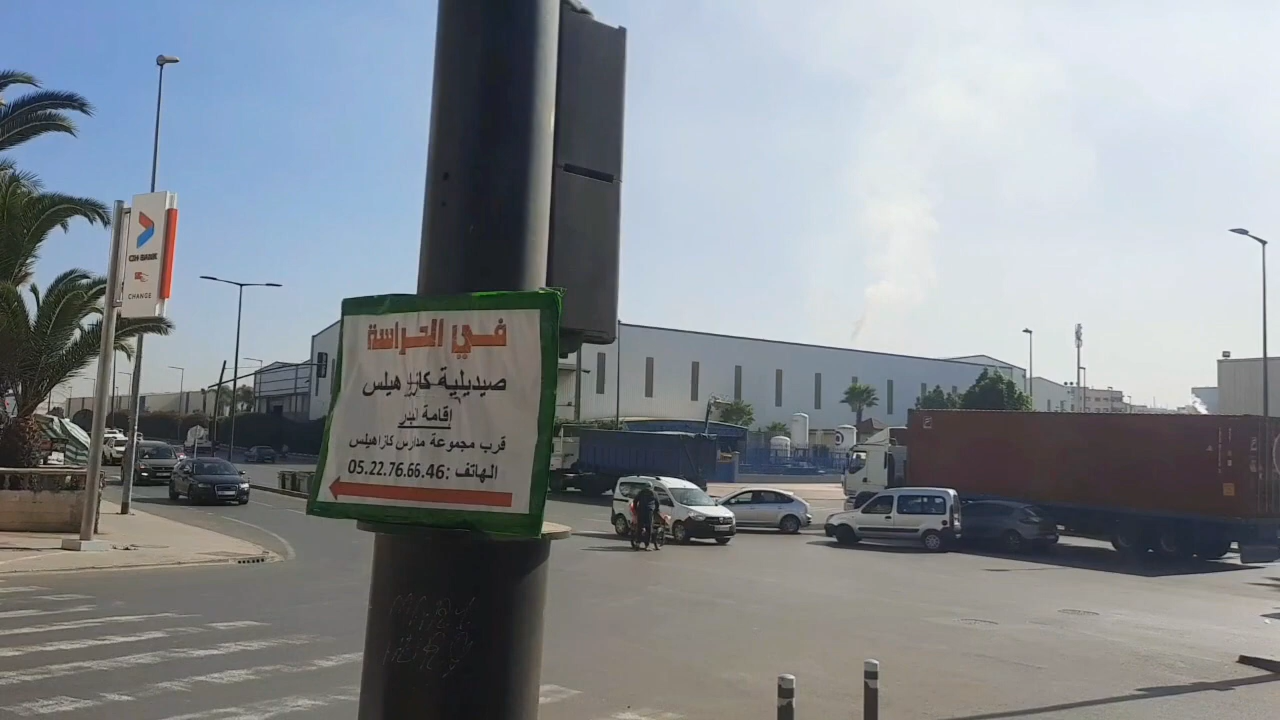 CIH BANK
CHANGE
في الحراسة
صيدلية كازا هيلس
إقامة البدر
قرب مجموعة مدارس كازا هيلس
الهاتف: 05.22.76.66.46